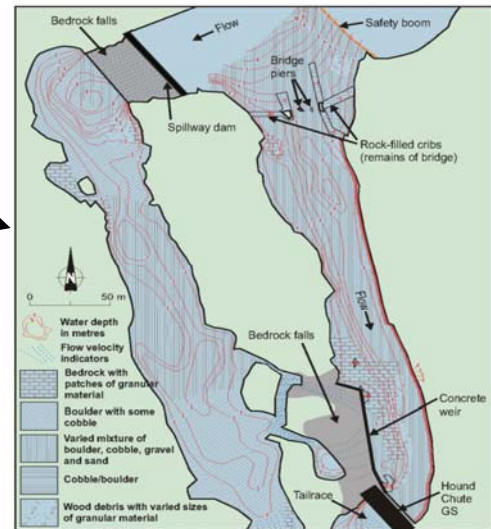 Bedrock falls
Flow
Safety boom
Bridge
piers
Spillway dam
Rock-filled cribs
(remains of bridge)
N
0 50 m
Flow
Water depth
in metres
Flow velocity
indicators
Bedrock with
patches of granular
material
Boulder with some
cobble
Varied mixture of
boulder, cobble, gravel
and sand
Cobble/boulder
Wood debris with varied sizes
of granular material
Bedrock falls
Concrete
weir
Tailrace
Hound
Chute
GS